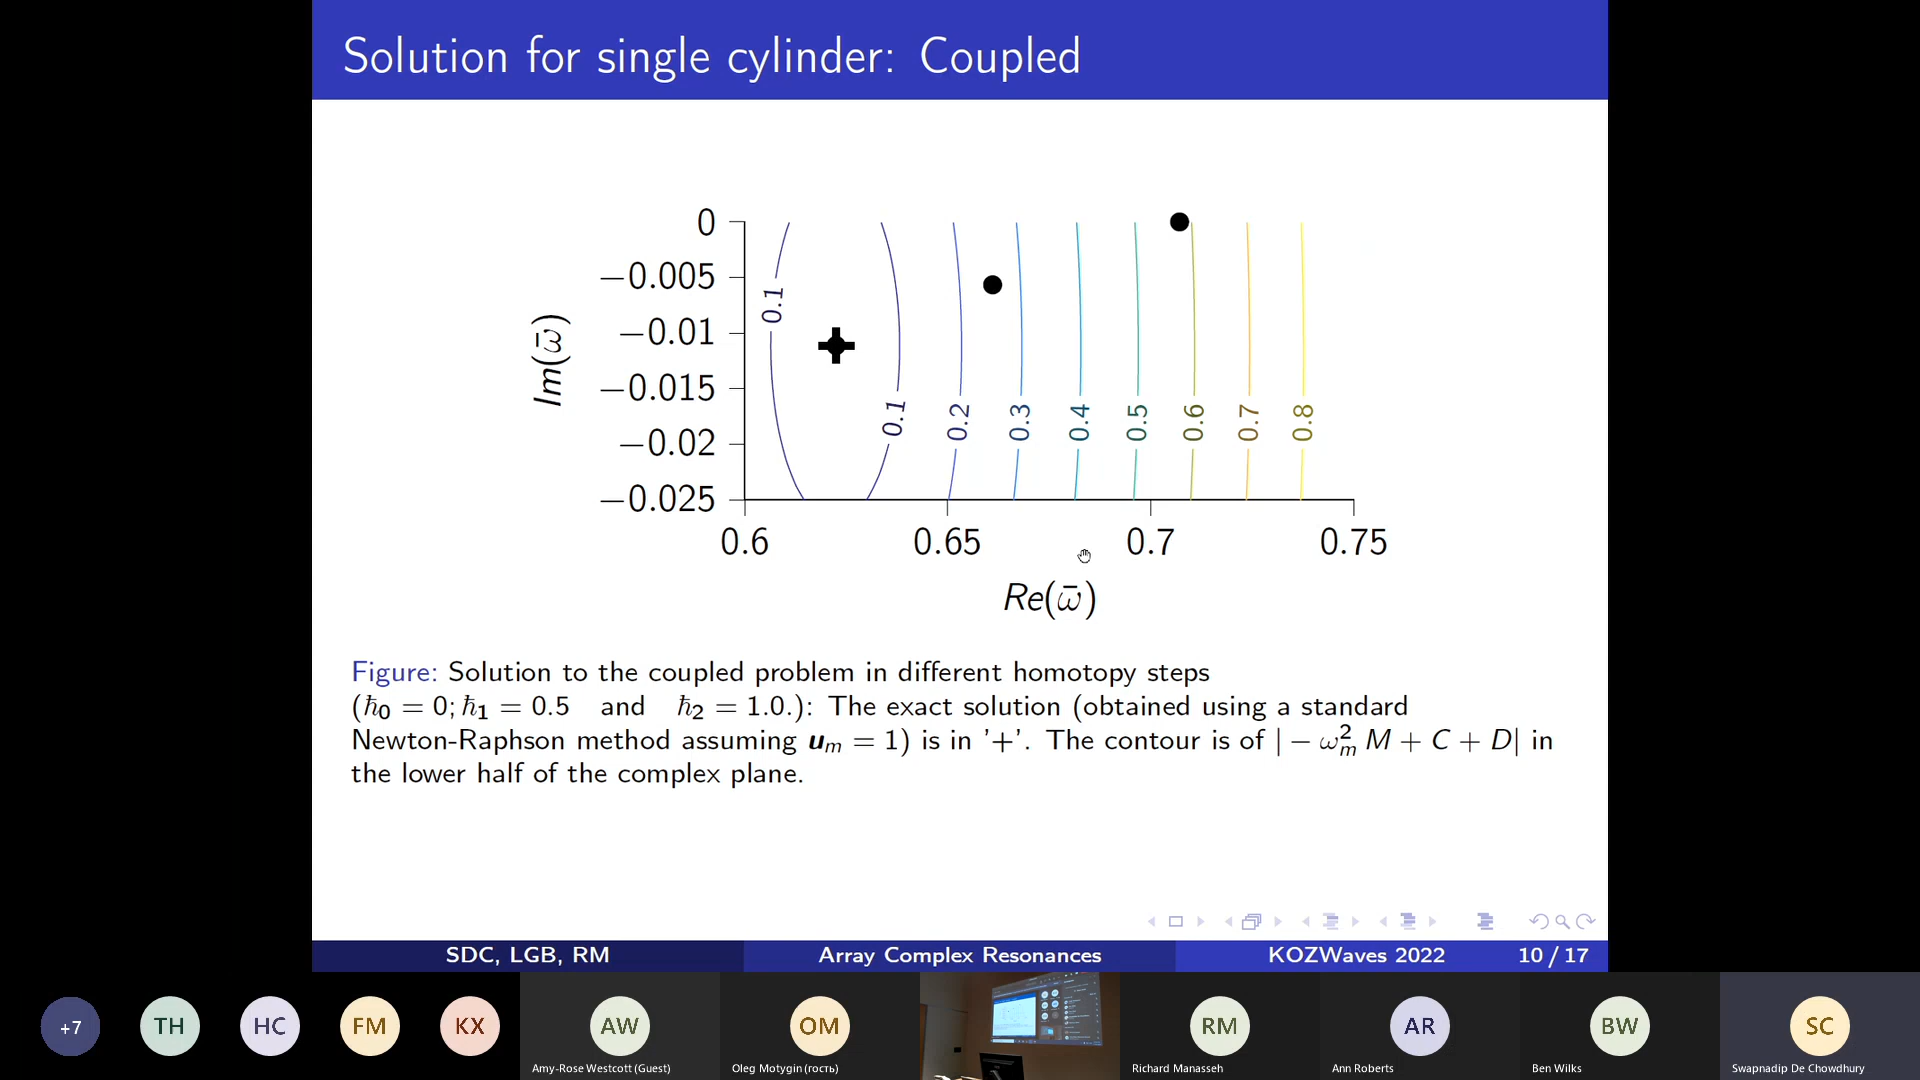 Solution for single cylinder: Coupled
0
−0.005
−0.01
−0.015
−0.02
−0.025
Im(ω̄)
0.1
0.1
0.2
0.3
0.4
0.5
0.6
0.7
0.8
0.6
0.65
0.7
0.75
Re(ω̄)
Figure: Solution to the coupled problem in different homotopy steps
(ħ₀ = 0; ħ₁ = 0.5 and ħ₂ = 1.0.): The exact solution (obtained using a standard
Newton-Raphson method assuming uₘ = 1) is in '+'. The contour is of | − ω²ₘ M + C + D| in
the lower half of the complex plane.
SDC, LGB, RM
Array Complex Resonances
KOZWaves 2022
10 / 17
+7
TH
HC
FM
KX
AW
OM
RM
AR
BW
SC
Amy-Rose Westcott (Guest)
Oleg Motygin (гость)
Richard Manasseh
Ann Roberts
Ben Wilks
Swapnadip De Chowdhury